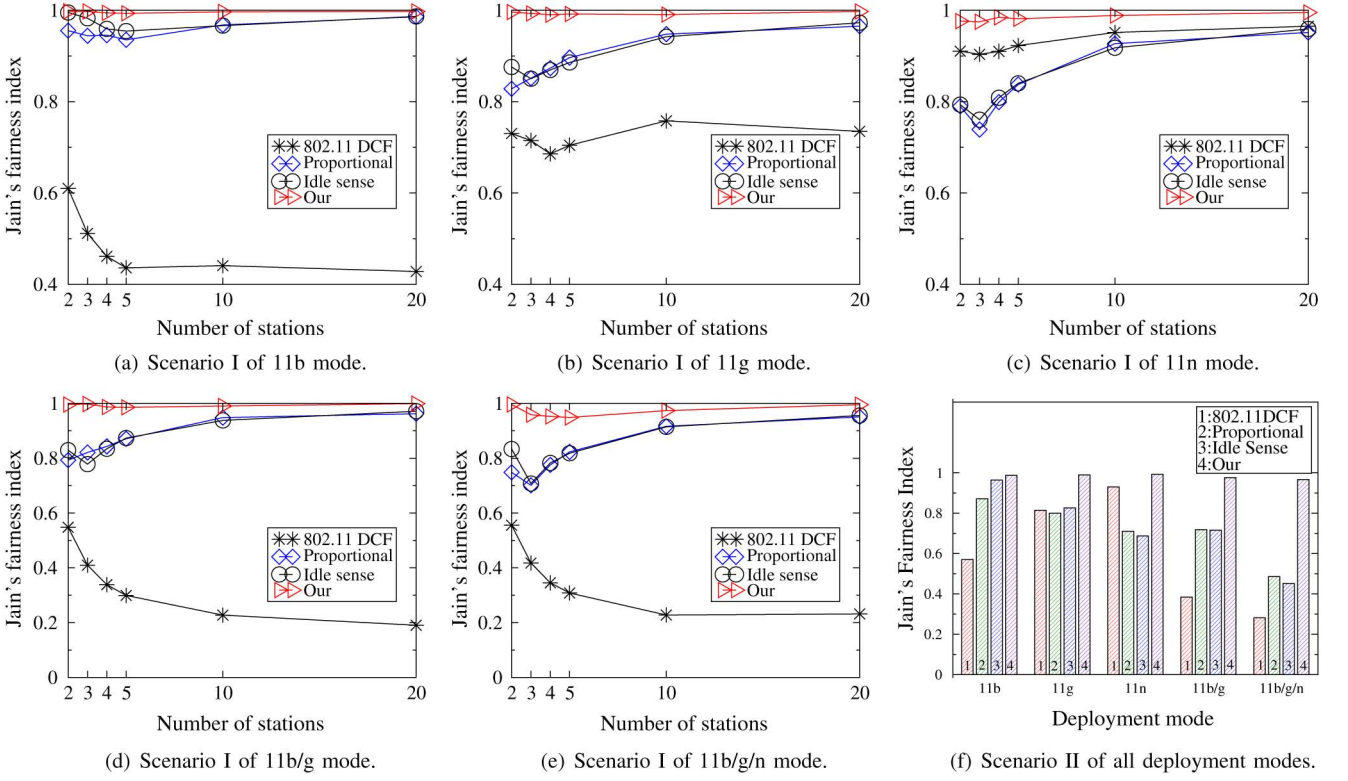 1
0.8
0.6
0.4
Jain's fairness index
802.11 DCF
Proportional
Idle sense
Our
2 3 4 5 10 20
Number of stations
(a) Scenario I of 11b mode.
1
0.8
0.6
0.4
Jain's fairness index
802.11 DCF
Proportional
Idle sense
Our
2 3 4 5 10 20
Number of stations
(b) Scenario I of 11g mode.
1
0.8
0.6
0.4
Jain's fairness index
802.11 DCF
Proportional
Idle sense
Our
2 3 4 5 10 20
Number of stations
(c) Scenario I of 11n mode.
1
0.8
0.6
0.4
0.2
0
Jain's fairness index
802.11 DCF
Proportional
Idle sense
Our
2 3 4 5 10 20
Number of stations
(d) Scenario I of 11b/g mode.
1
0.8
0.6
0.4
0.2
0
Jain's fairness index
802.11 DCF
Proportional
Idle sense
Our
2 3 4 5 10 20
Number of stations
(e) Scenario I of 11b/g/n mode.
1
0.8
0.6
0.4
0.2
0
Jain's Fairness Index
1:802.11DCF
2:Proportional
3:Idle Sense
4:Our
1 2 3 4 1 2 3 4 1 2 3 4 1 2 3 4 1 2 3 4
11b 11g 11n 11b/g 11b/g/n
Deployment mode
(f) Scenario II of all deployment modes.